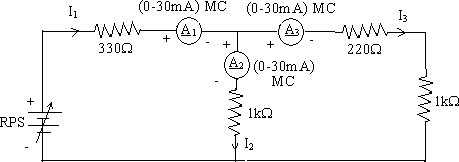 I1 (0-30mA) MC (0-30mA) MC I3
+ A1 - + + A3 -
330Ω 220Ω
A2
- (0-30mA)
MC
+ 1kΩ 1kΩ
RPS
- I2